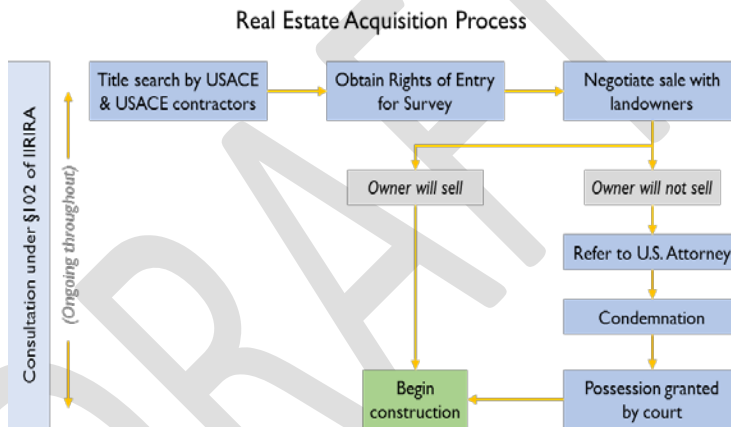 Real Estate Acquisition Process
Consultation under §102 of IIRIRA
(Ongoing throughout)
Title search by USACE
& USACE contractors
Obtain Rights of Entry
for Survey
Negotiate sale with
landowners
Owner will sell
Owner will not sell
Refer to U.S. Attorney
Condemnation
Begin
construction
Possession granted
by court
DRAFT